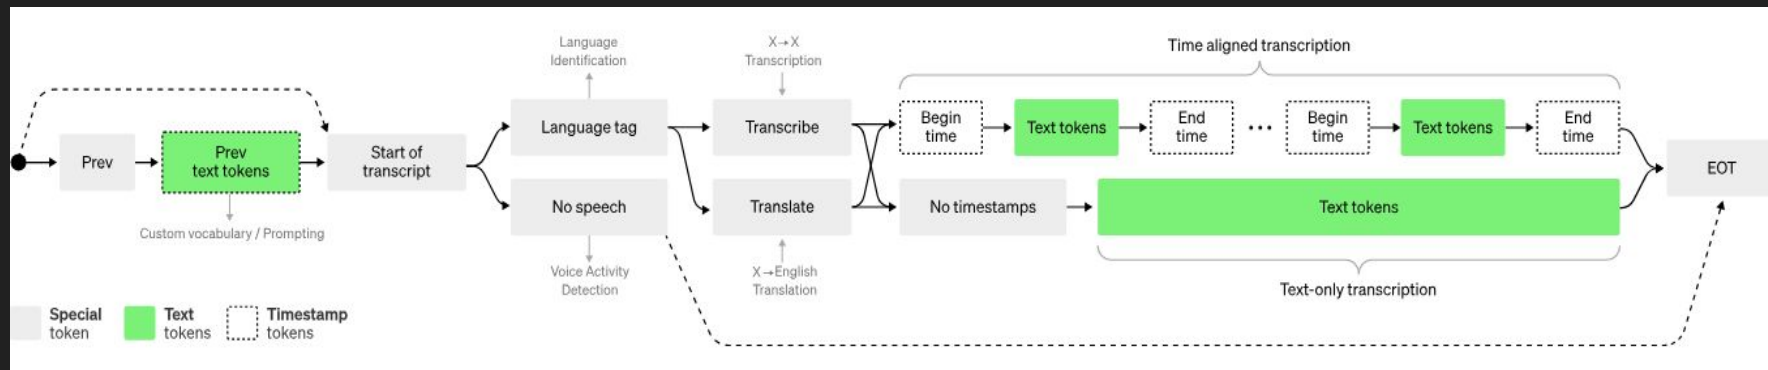 Language
Identification
X→X
Transcription
Time aligned transcription
Prev
Prev
text tokens
Start of
transcript
Language tag
Transcribe
Begin
time
Text tokens
End
time
...
Begin
time
Text tokens
End
time
EOT
No speech
Translate
No timestamps
Text tokens
Custom vocabulary / Prompting
Voice Activity
Detection
X→English
Translation
Text-only transcription
Special
token
Text
tokens
Timestamp
tokens